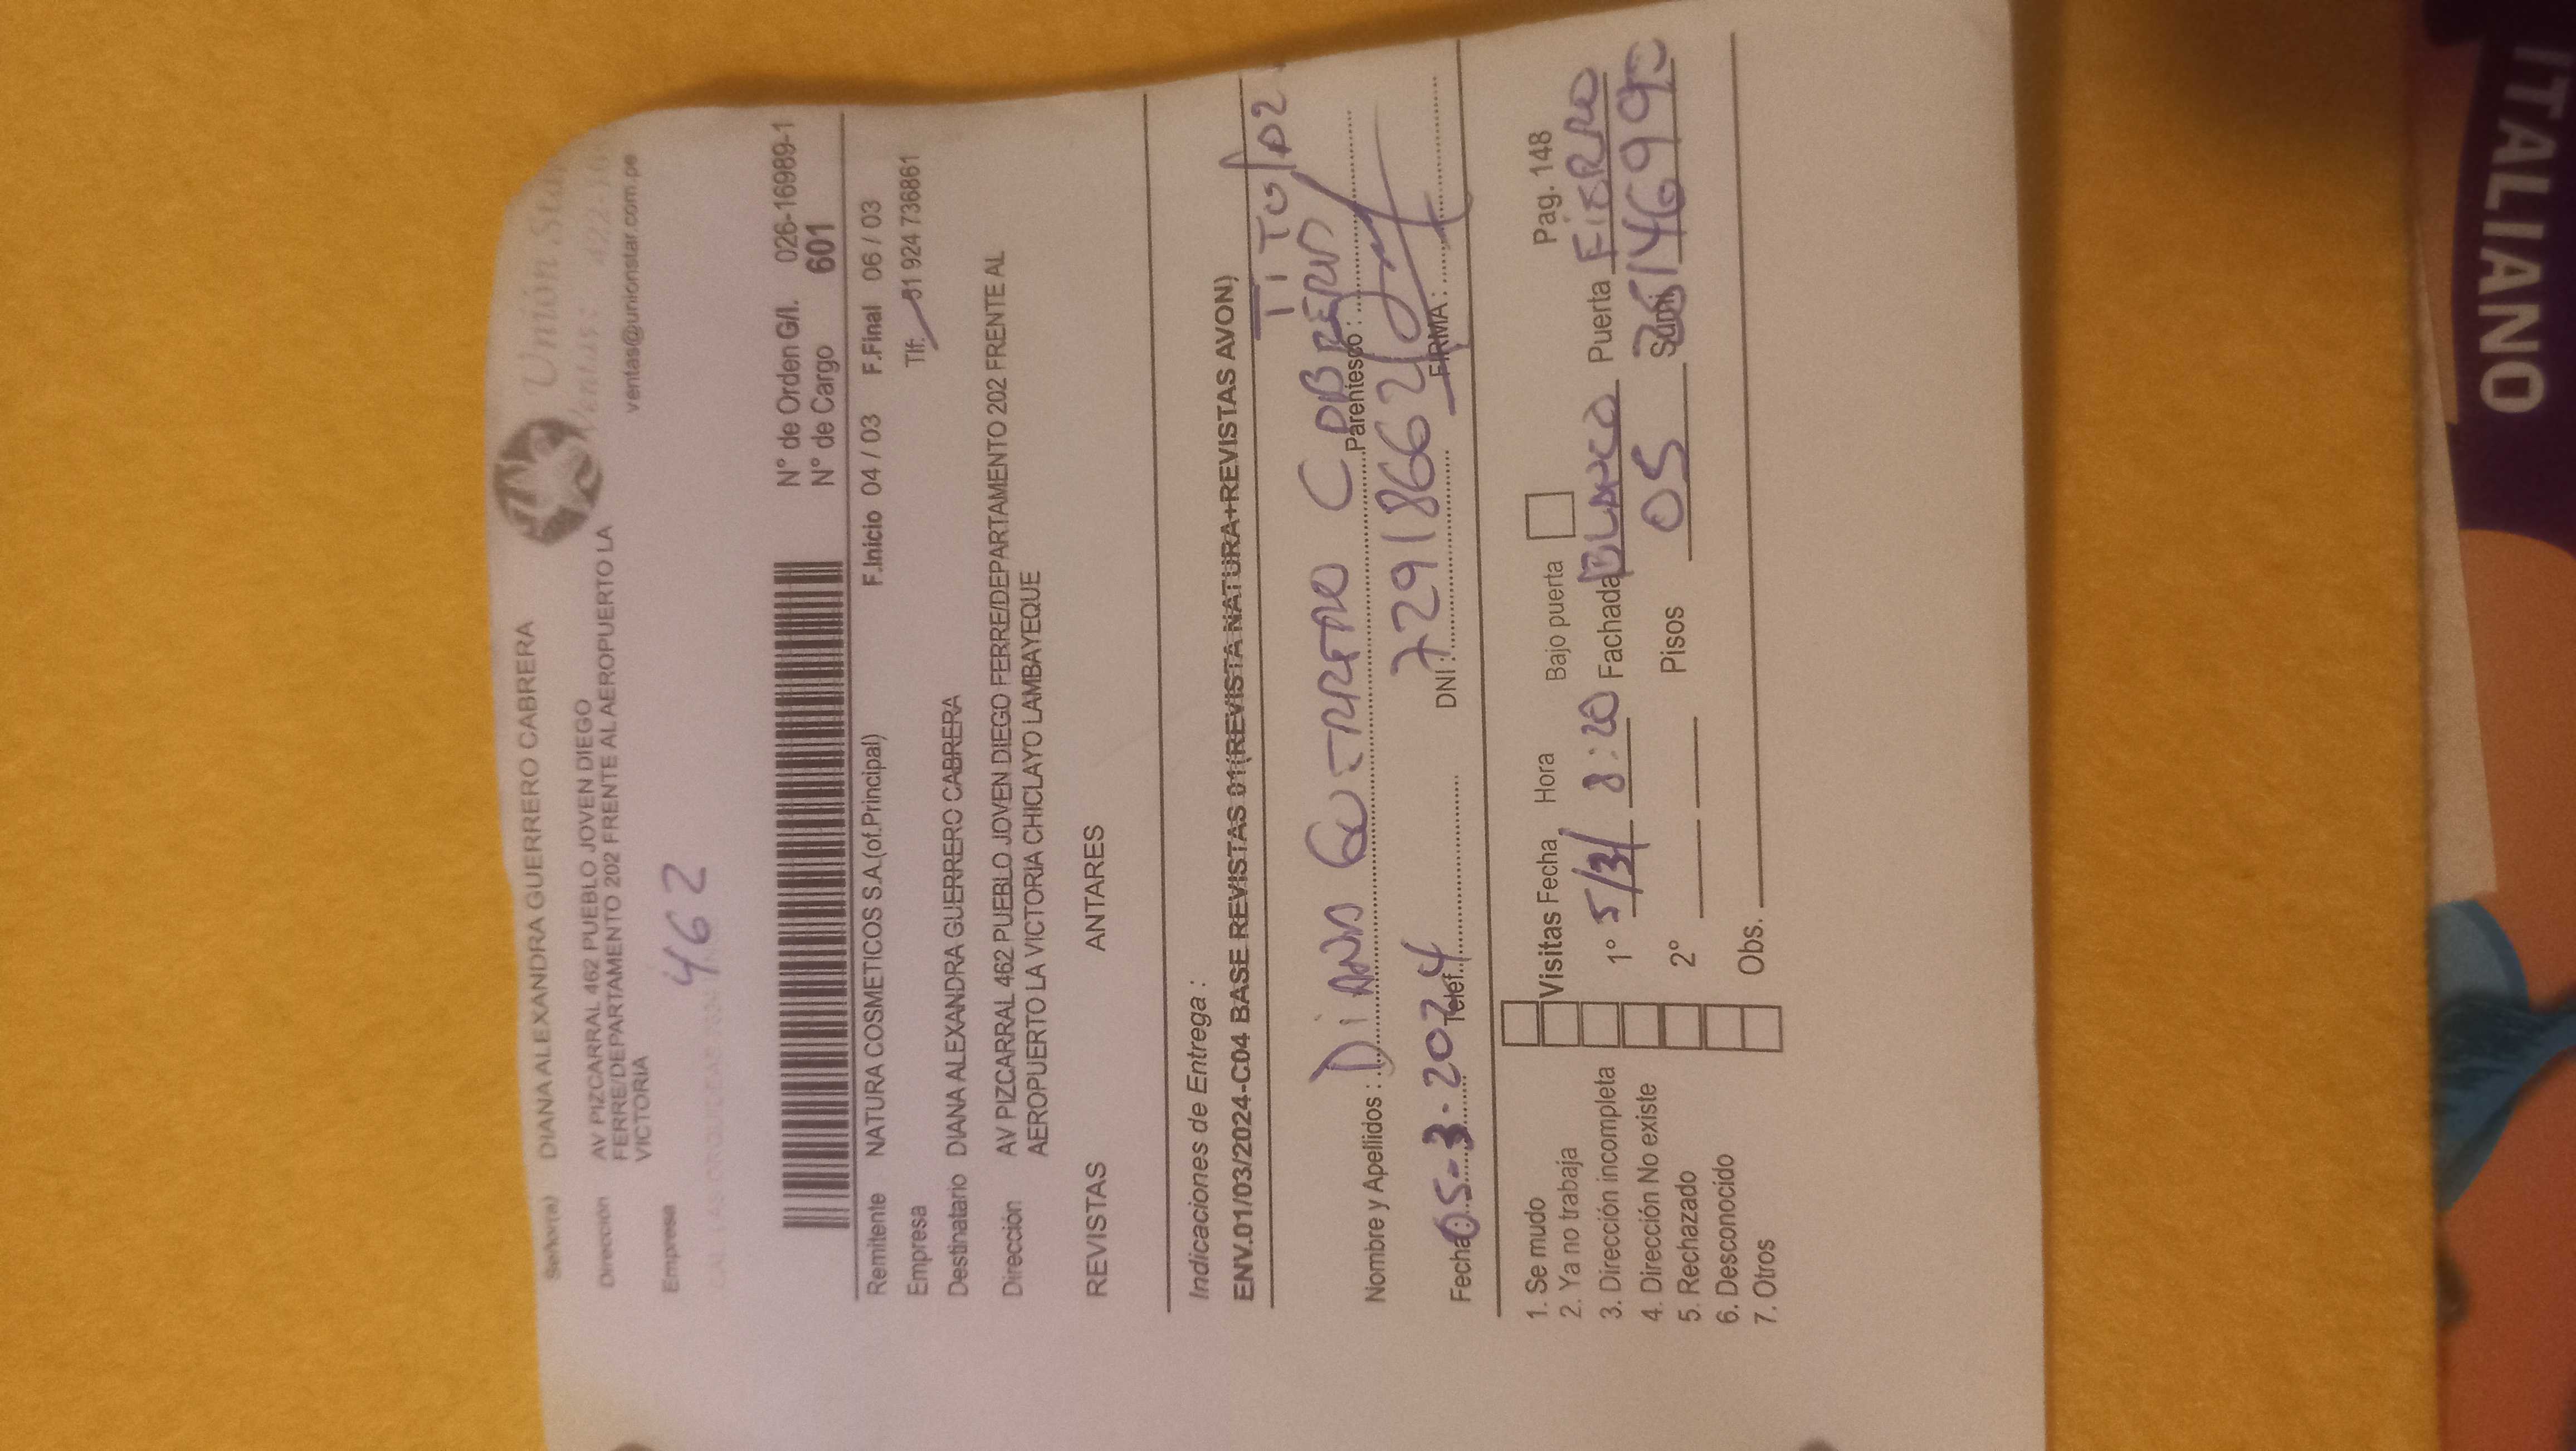 Unión Star
Ventas: 422-
ventas@unionstar.com.pe
Señor(a) DIANA ALEXANDRA GUERRERO CABRERA
Dirección AV PIZCARRAL 462 PUEBLO JOVEN DIEGO
FERRE/DEPARTAMENTO 202 FRENTE AL AEROPUERTO LA
VICTORIA
Empresa
462
N° de Orden G/I. 026-16989-1
N° de Cargo 601
F.Inicio 04 / 03 F.Final 06 / 03
Remitente NATURA COSMETICOS S.A.(of.Principal)
Empresa Tlf. 51 924 736861
Destinatario DIANA ALEXANDRA GUERRERO CABRERA
Dirección AV PIZCARRAL 462 PUEBLO JOVEN DIEGO FERRE/DEPARTAMENTO 202 FRENTE AL
AEROPUERTO LA VICTORIA CHICLAYO LAMBAYEQUE
REVISTAS ANTARES
Indicaciones de Entrega :
ENV.01/03/2024-C04 BASE REVISTAS 01(REVISTA NATURA+REVISTAS AVON)
Nombre y Apellidos : DIANA GUERRERO CABRERA Parentesco :
Fecha 05-3-2024 Telef. DNI : 72918662 FIRMA :
1. Se mudo
2. Ya no trabaja
3. Dirección incompleta
4. Dirección No existe
5. Rechazado
6. Desconocido
7. Otros
Visitas Fecha Hora Bajo puerta Pag. 148
1° 5/3/ 8:20 Fachada BLANCO Puerta FIERRO
2° Pisos 05 Sumi
Obs.
ITALIANO